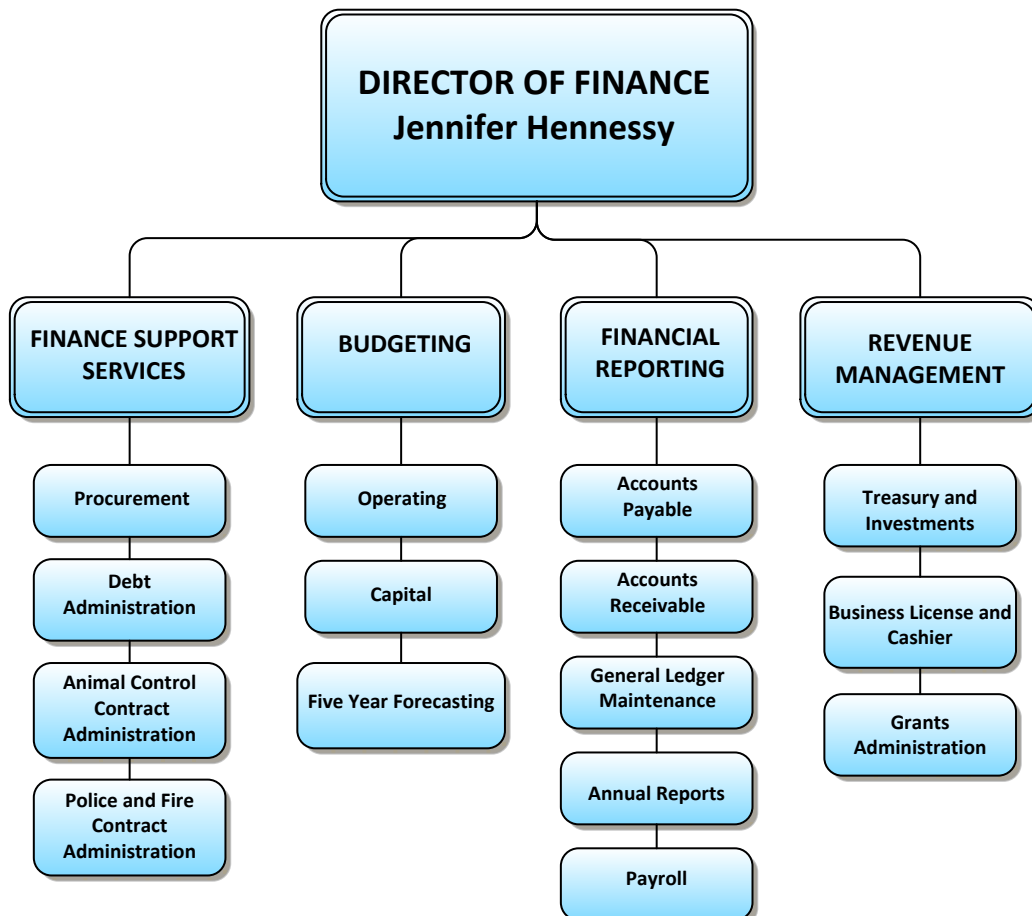 DIRECTOR OF FINANCE
Jennifer Hennessy
FINANCE SUPPORT
SERVICES
Procurement
Debt
Administration
Animal Control
Contract
Administration
Police and Fire
Contract
Administration
BUDGETING
Operating
Capital
Five Year Forecasting
FINANCIAL
REPORTING
Accounts
Payable
Accounts
Receivable
General Ledger
Maintenance
Annual Reports
Payroll
REVENUE
MANAGEMENT
Treasury and
Investments
Business License and
Cashier
Grants
Administration